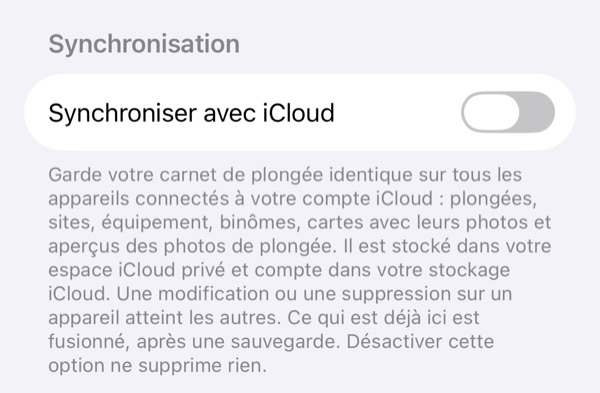 Synchronisation
Synchroniser avec iCloud
Garde votre carnet de plongée identique sur tous les
appareils connectés à votre compte iCloud : plongées,
sites, équipement, binômes, cartes avec leurs photos et
aperçus des photos de plongée. Il est stocké dans votre
espace iCloud privé et compte dans votre stockage
iCloud. Une modification ou une suppression sur un
appareil atteint les autres. Ce qui est déjà ici est
fusionné, après une sauvegarde. Désactiver cette
option ne supprime rien.